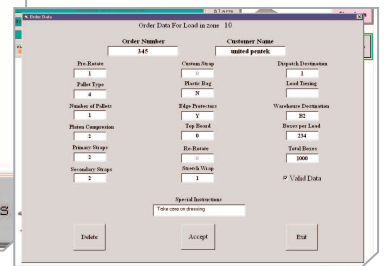 Order Data
Order Data For Load in zone 10
Order Number Customer Name
345 united pentek
Pre-Rotate Custom Strap Dispatch Destination
1 0 1
Pallet Type Plastic Bag Load Timing
4 N
Number of Pallets Edge Protectors Warehouse Destination
1 Y B2
Platen Compression Top Board Boxes per Load
2 0 234
Primary Straps Re-Rotate Total Boxes
2 0 1000
Secondary Straps Stretch Wrap
2 1 Valid Data
Special Instructions
Take care on dressing
Delete Accept Exit